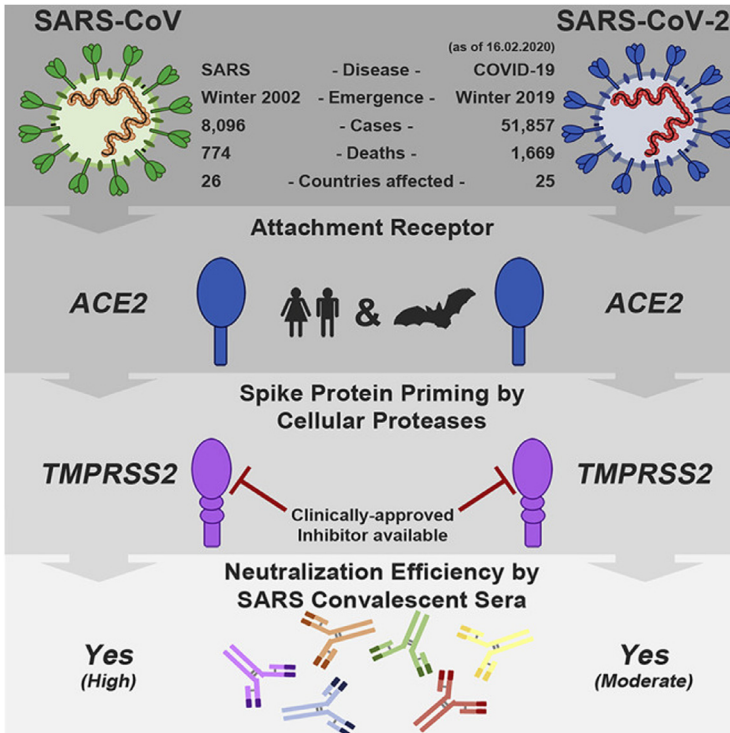 SARS-CoV
SARS-CoV-2
(as of 16.02.2020)
SARS - Disease - COVID-19
Winter 2002 - Emergence - Winter 2019
8,096 - Cases - 51,857
774 - Deaths - 1,669
26 - Countries affected - 25
Attachment Receptor
ACE2 & ACE2
Spike Protein Priming by
Cellular Proteases
TMPRSS2 TMPRSS2
Clinically-approved
Inhibitor available
Neutralization Efficiency by
SARS Convalescent Sera
Yes Yes
(High) (Moderate)